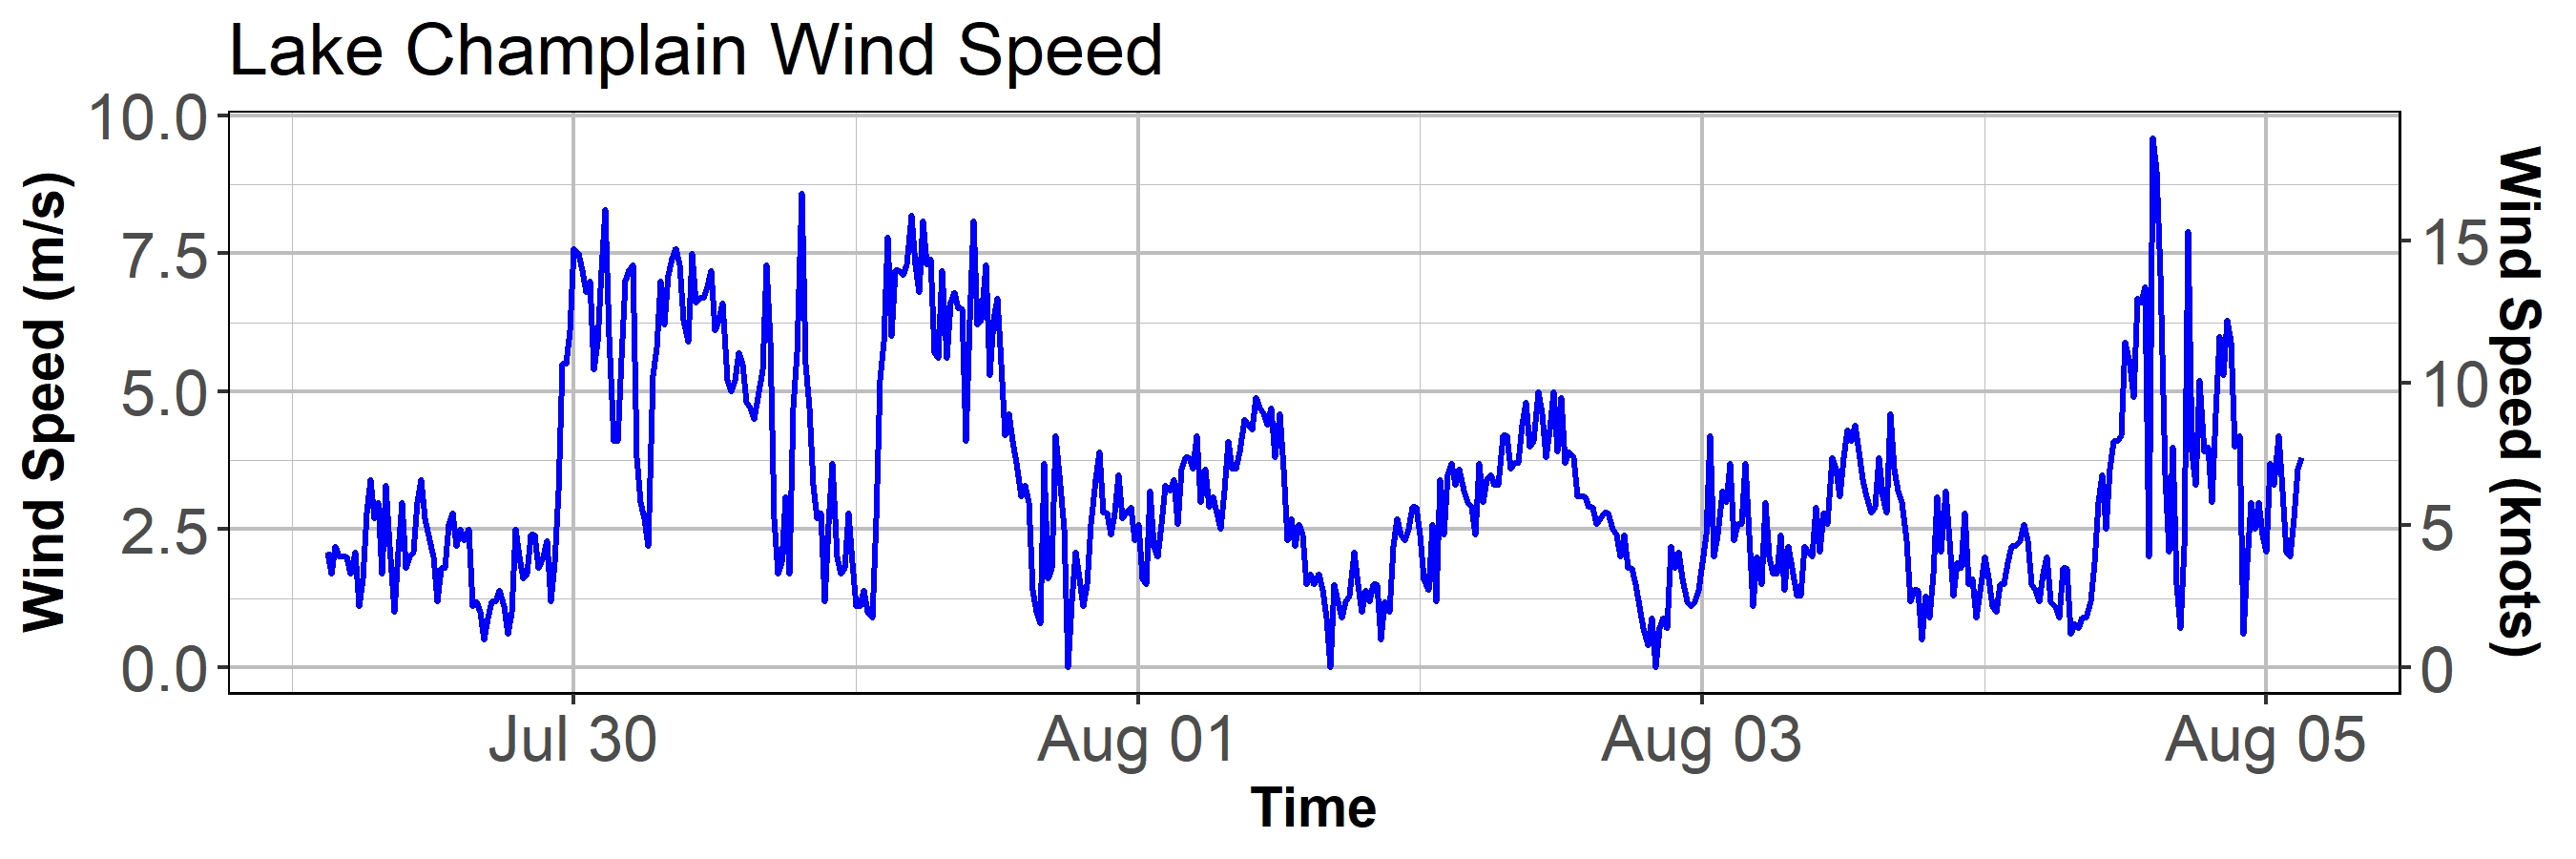 Lake Champlain Wind Speed
Wind Speed (m/s)
10.0
7.5
5.0
2.5
0.0
Wind Speed (knots)
15
10
5
0
Jul 30 Aug 01 Aug 03 Aug 05
Time